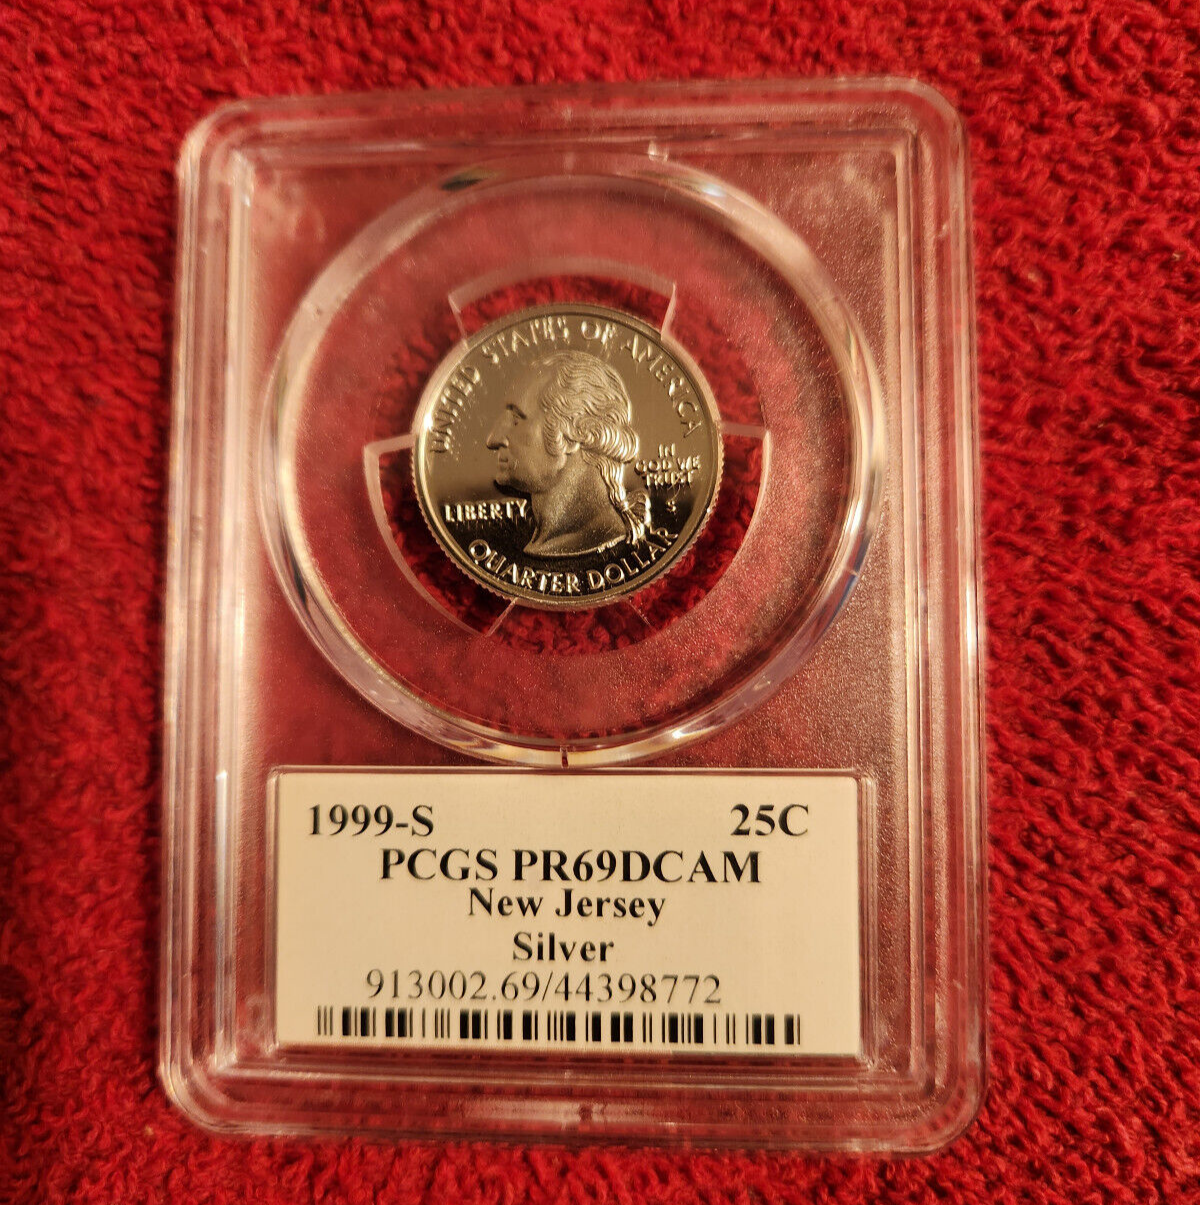 UNITED STATES OF AMERICA
IN
GOD WE
TRUST
S
LIBERTY
QUARTER DOLLAR
1999-S 25C
PCGS PR69DCAM
New Jersey
Silver
913002.69/44398772